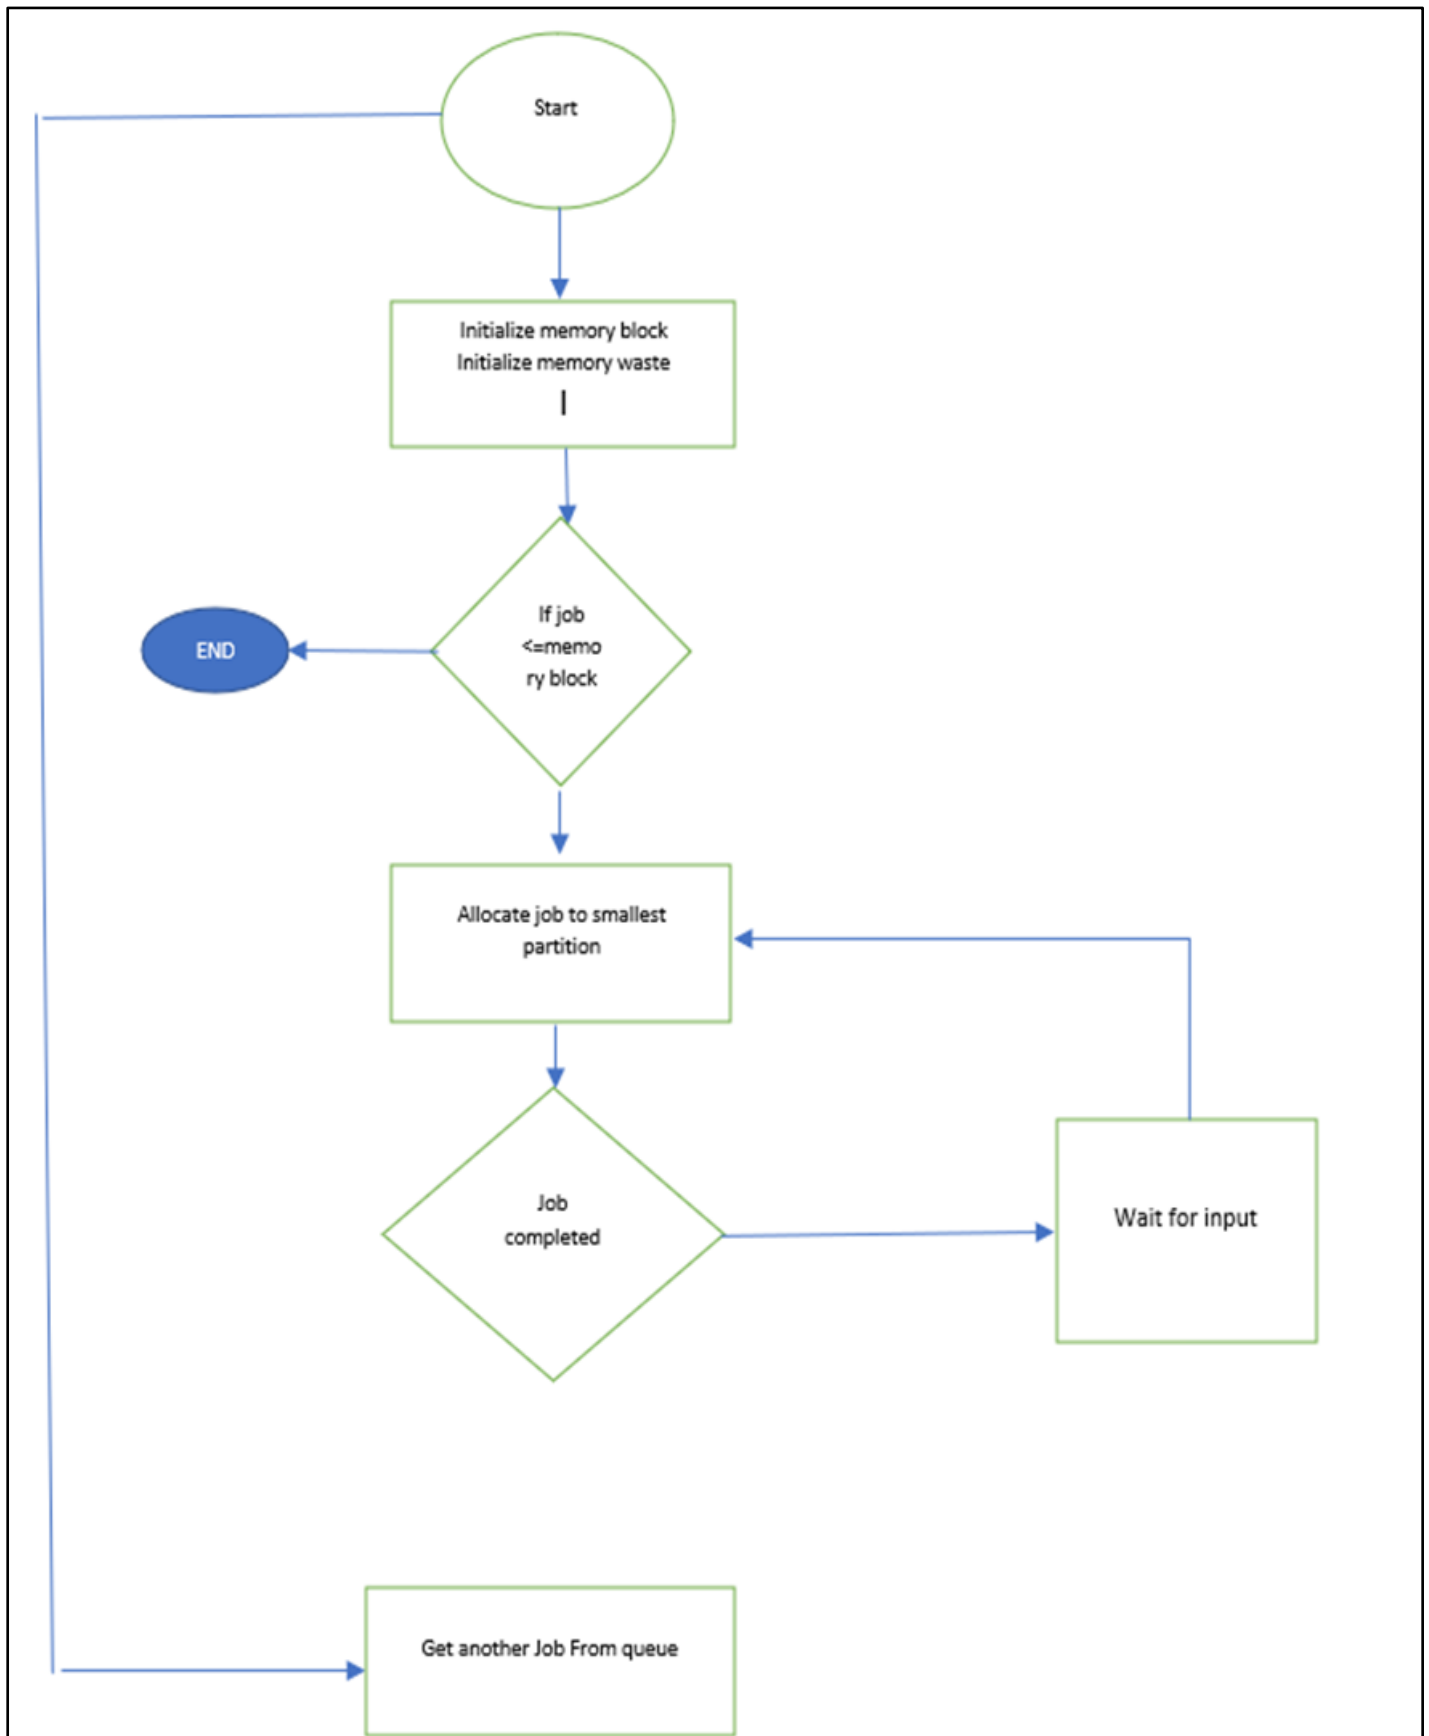 Start
Initialize memory block
Initialize memory waste
If job
<=memo
ry block
END
Allocate job to smallest
partition
Job
completed
Wait for input
Get another Job From queue